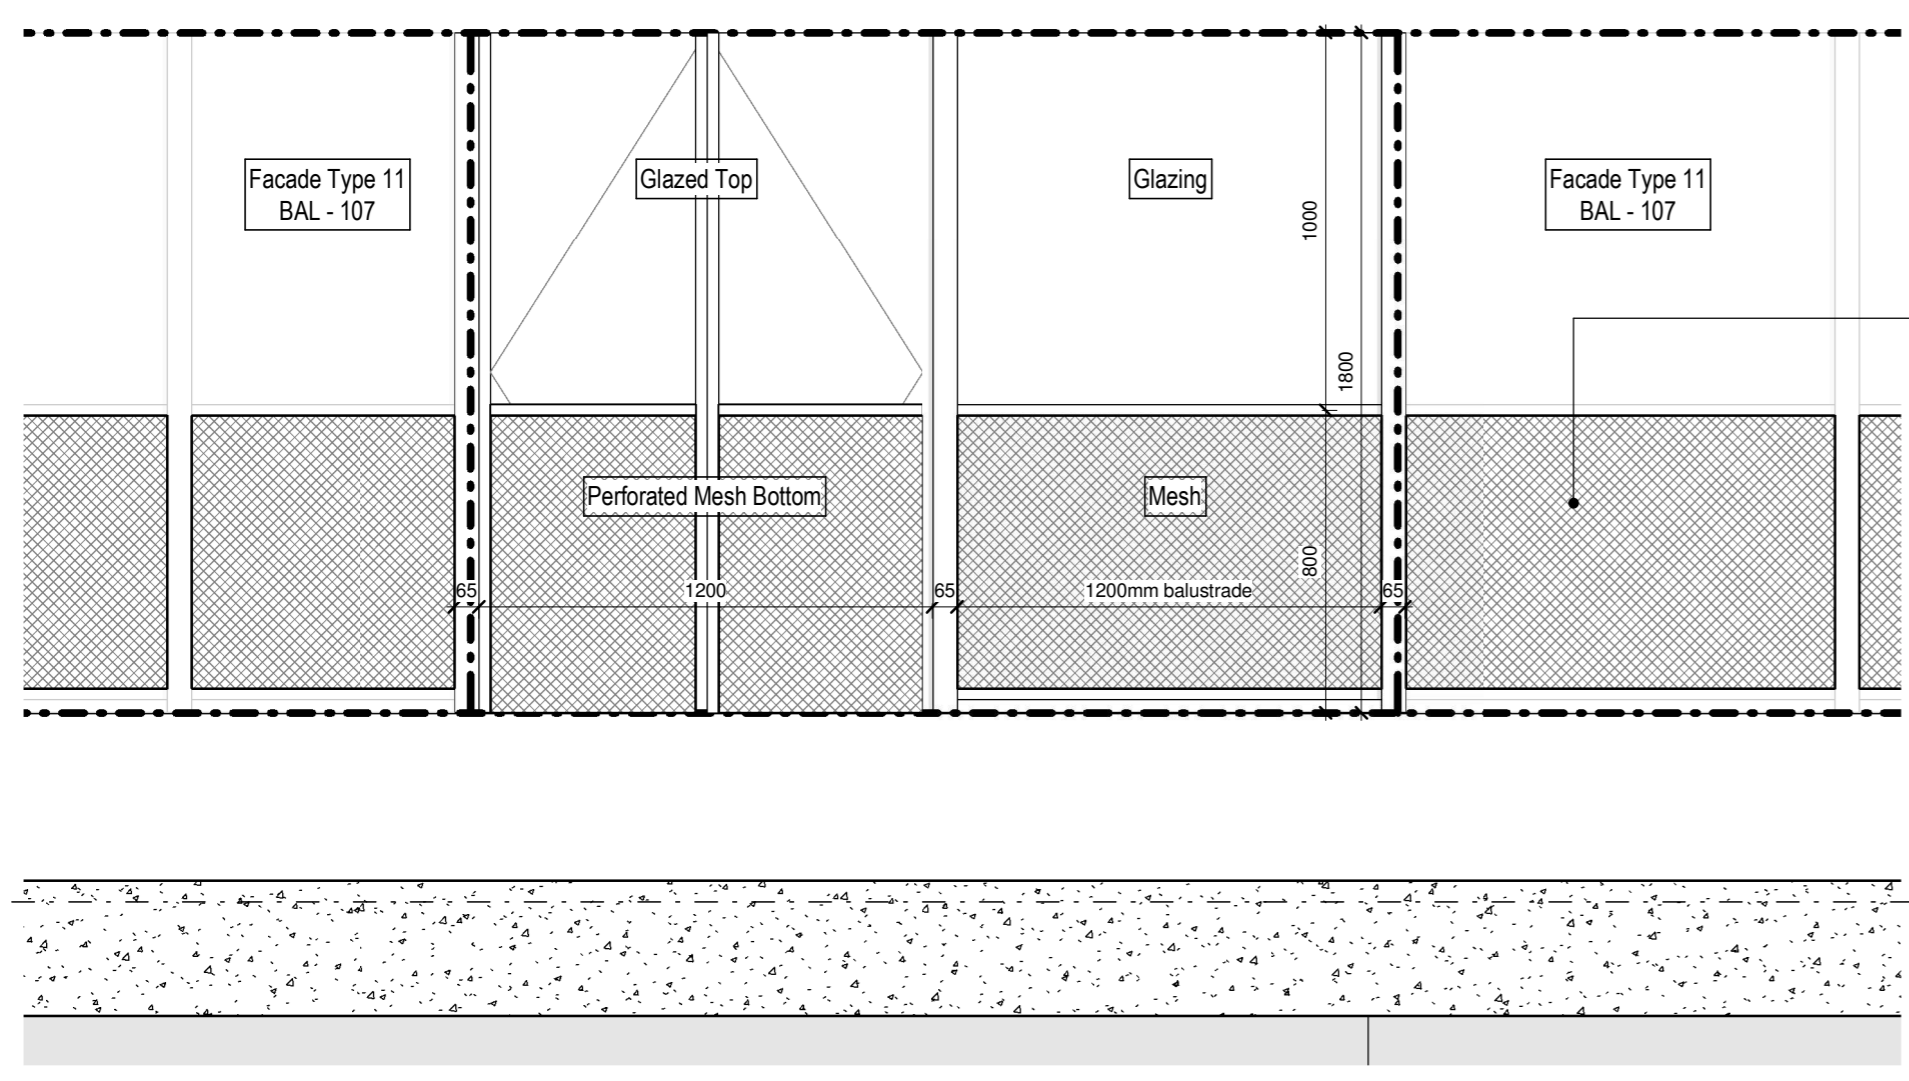 Facade Type 11
BAL - 107
Glazed Top
Glazing
1000
Facade Type 11
BAL - 107
1800
Perforated Mesh Bottom
Mesh
800
65
1200
65
1200mm balustrade
65